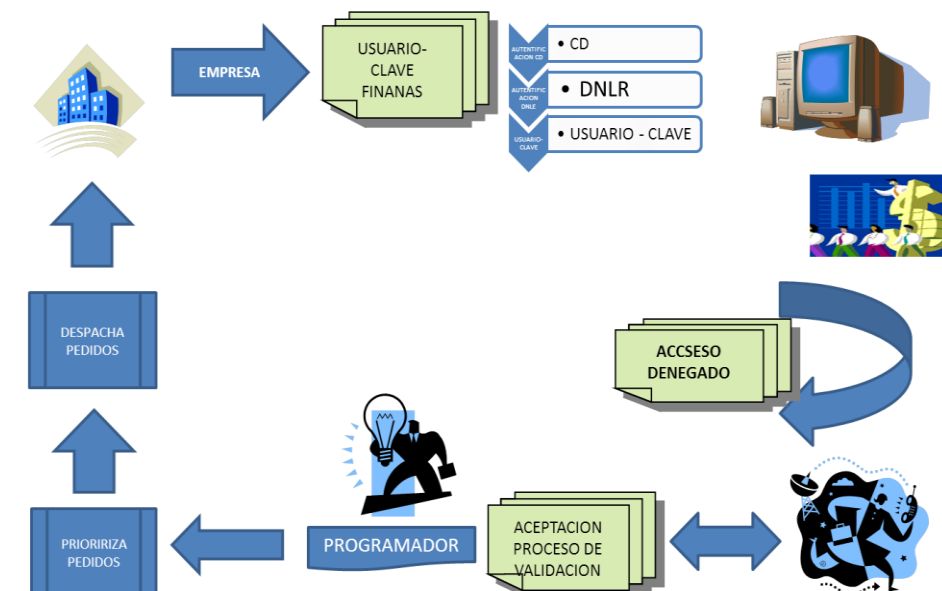 EMPRESA
USUARIO-
CLAVE
FINANAS
AUTENTIFIC
ACION CD
• CD
AUTENTIFIC
ACION
DNLE
• DNLR
USUARIO-
CLAVE
• USUARIO - CLAVE
DESPACHA
PEDIDOS
ACCSESO
DENEGADO
PRIORIRIZA
PEDIDOS
PROGRAMADOR
ACEPTACION
PROCESO DE
VALIDACION